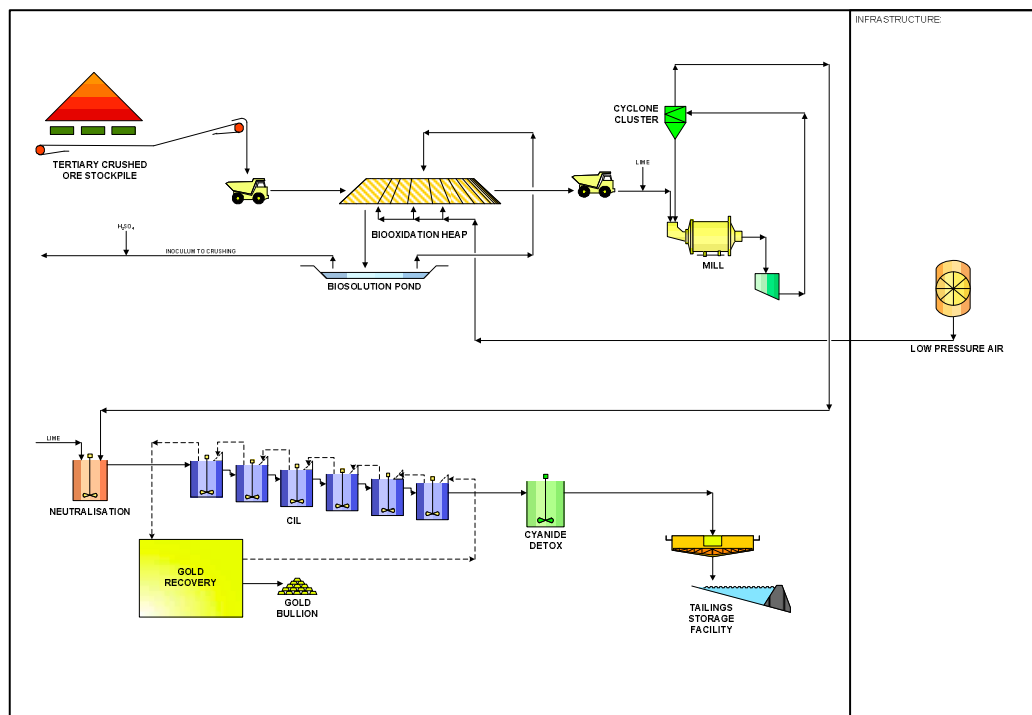 INFRASTRUCTURE:
CYCLONE
CLUSTER
TERTIARY CRUSHED
ORE STOCKPILE
LIME
H₂SO₄
BIOOXIDATION HEAP
INOCULUM TO CRUSHING
MILL
BIOSOLUTION POND
LOW PRESSURE AIR
LIME
NEUTRALISATION
CIL
CYANIDE
DETOX
GOLD
RECOVERY
GOLD
BULLION
TAILINGS
STORAGE
FACILITY